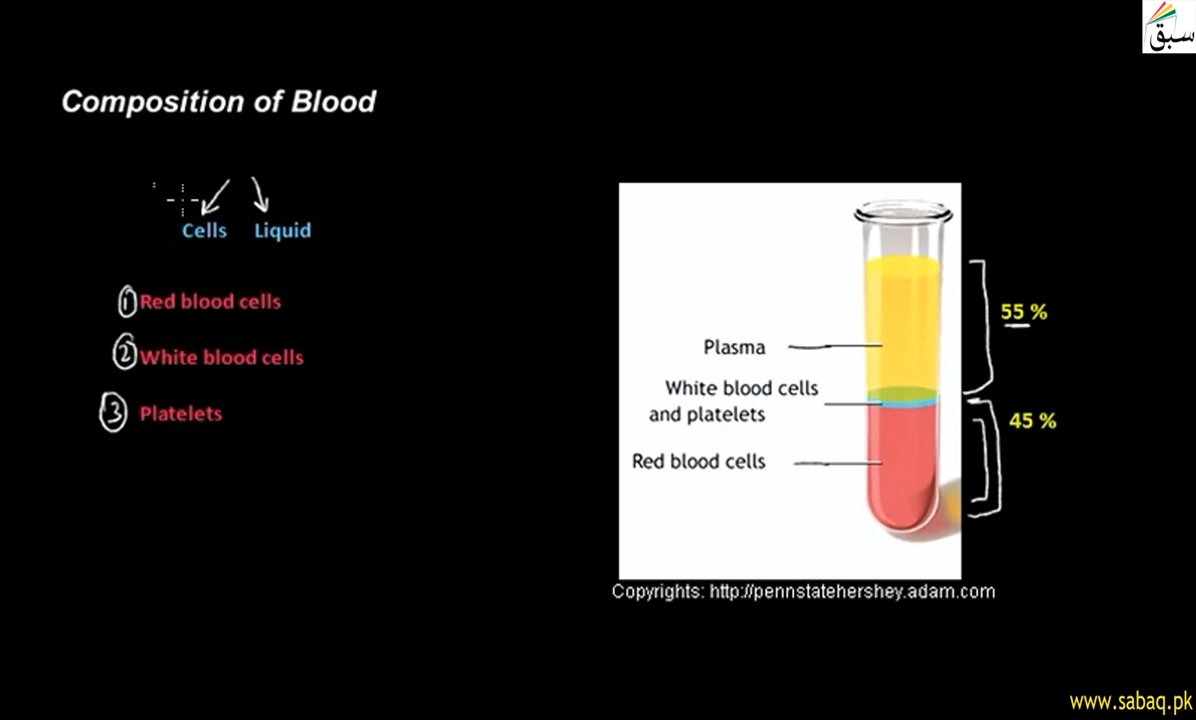 سبق
Composition of Blood
Cells Liquid
1 Red blood cells
2 White blood cells
3 Platelets
55 %
Plasma
White blood cells
and platelets
45 %
Red blood cells
Copyrights: http://pennstatehershey.adam.com
www.sabaq.pk